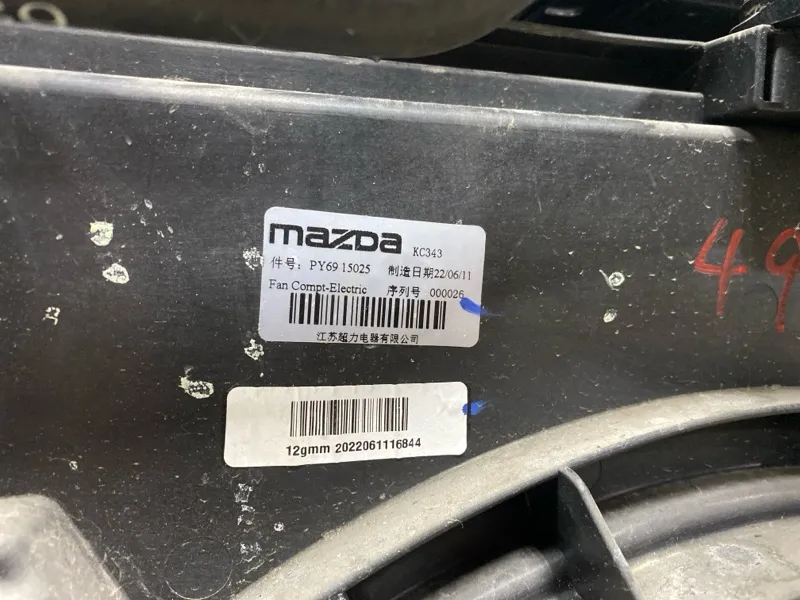 mazda KC343
件号: PY69 15025 制造日期22/06/11
Fan Compt-Electric 序列号 000026
江苏超力电器有限公司
12gmm 2022061116844
49